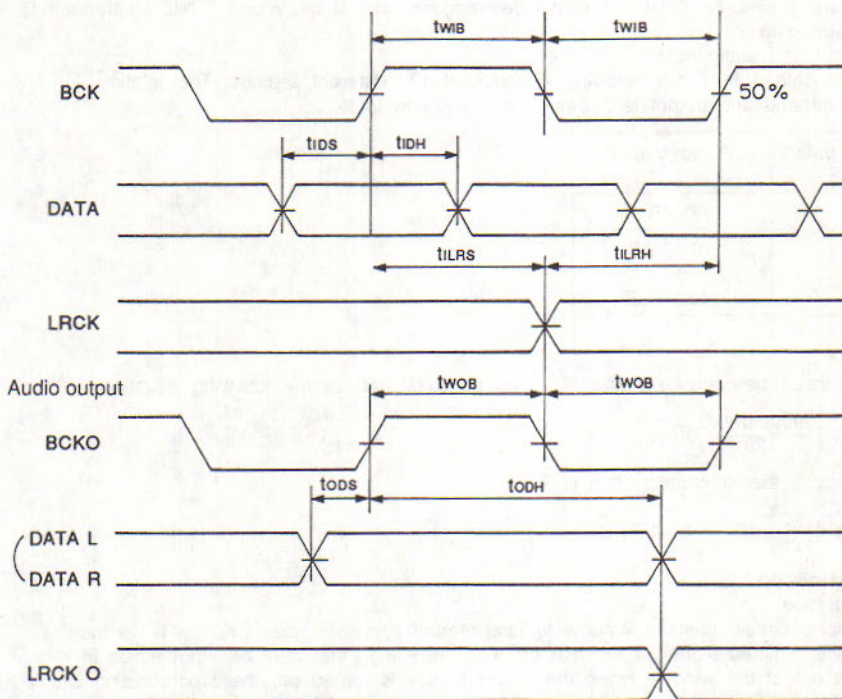 tWIB tWIB
BCK 50%
tIDS tIDH
DATA
tILRS tILRH
LRCK
Audio output
tWOB tWOB
BCKO
tODS tODH
DATA L
DATA R
LRCK O